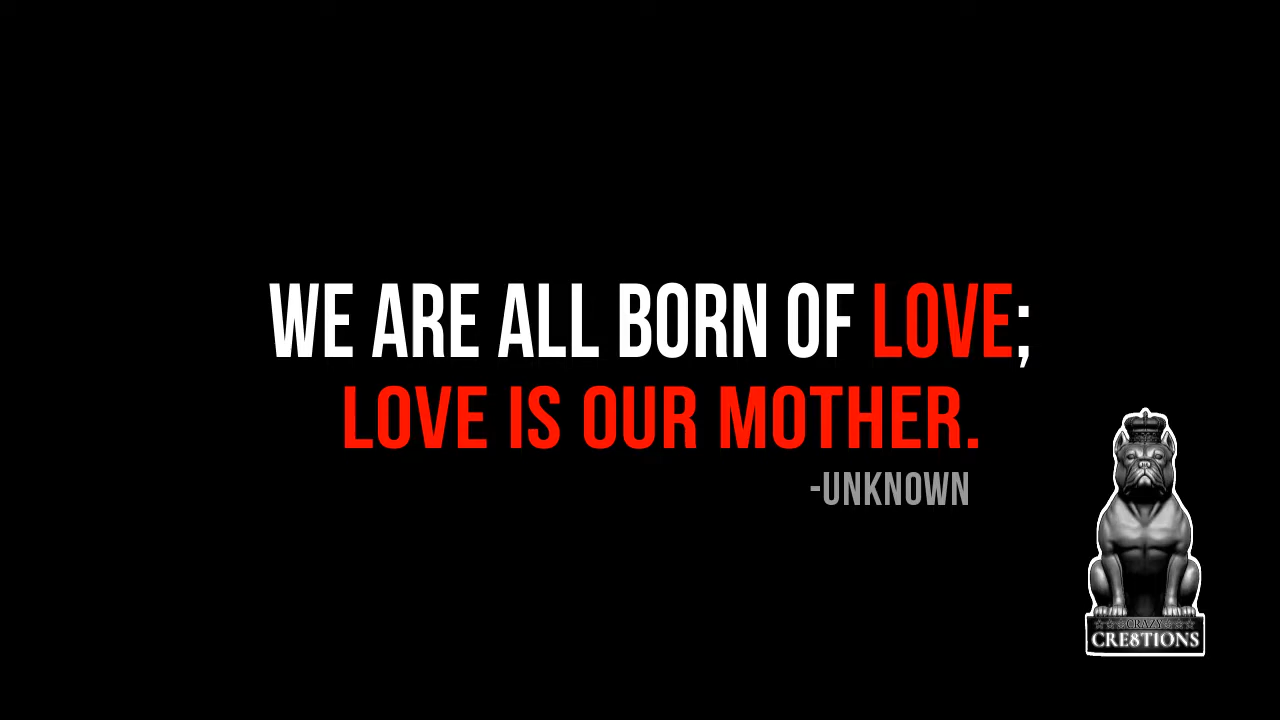 WE ARE ALL BORN OF LOVE;
LOVE IS OUR MOTHER.
-UNKNOWN
CRAZY
CRE8TIONS